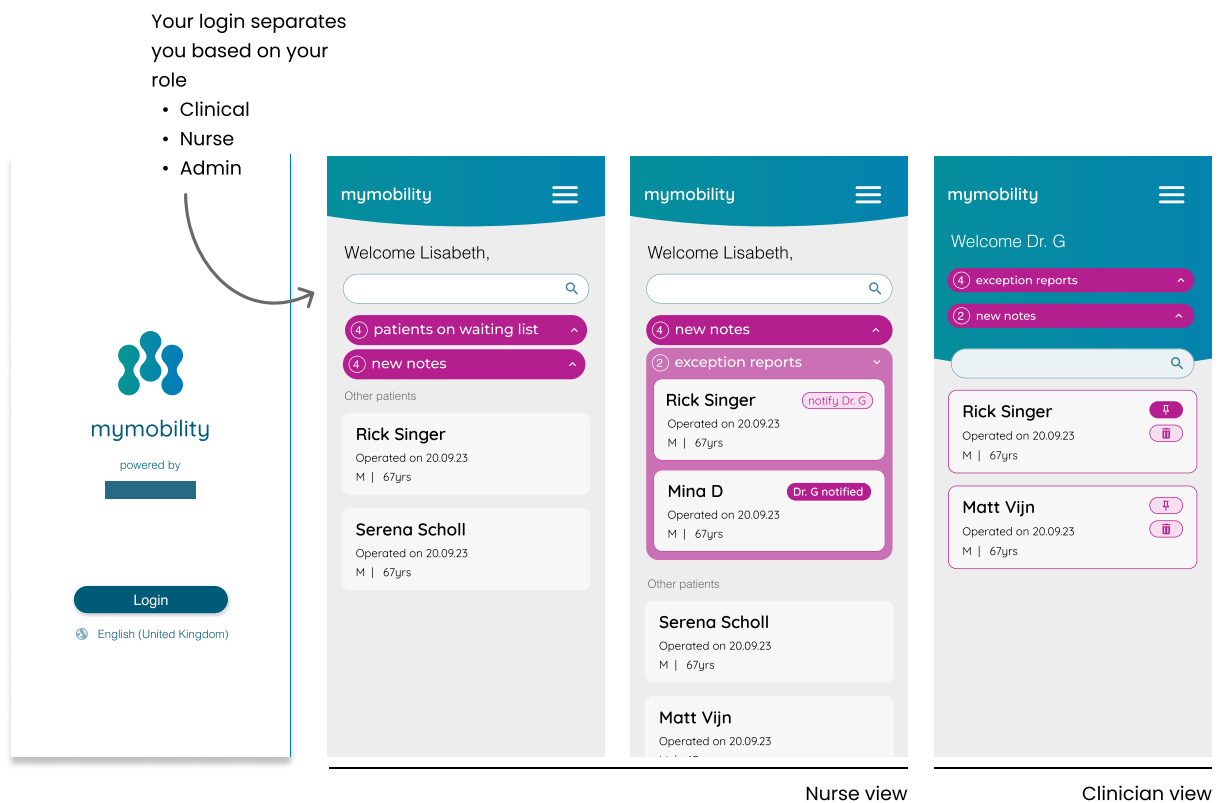 Your login separates
you based on your
role
• Clinical
• Nurse
• Admin
mymobility
powered by
Login
English (United Kingdom)
mymobility
Welcome Lisabeth,
4 patients on waiting list
4 new notes
Other patients
Rick Singer
Operated on 20.09.23
M | 67yrs
Serena Scholl
Operated on 20.09.23
M | 67yrs
mymobility
Welcome Lisabeth,
4 new notes
2 exception reports
Rick Singer
notify Dr. G
Operated on 20.09.23
M | 67yrs
Mina D
Dr. G notified
Operated on 20.09.23
M | 67yrs
Other patients
Serena Scholl
Operated on 20.09.23
M | 67yrs
Matt Vijn
Operated on 20.09.23
Nurse view
mymobility
Welcome Dr. G
4 exception reports
2 new notes
Rick Singer
Operated on 20.09.23
M | 67yrs
Matt Vijn
Operated on 20.09.23
M | 67yrs
Clinician view